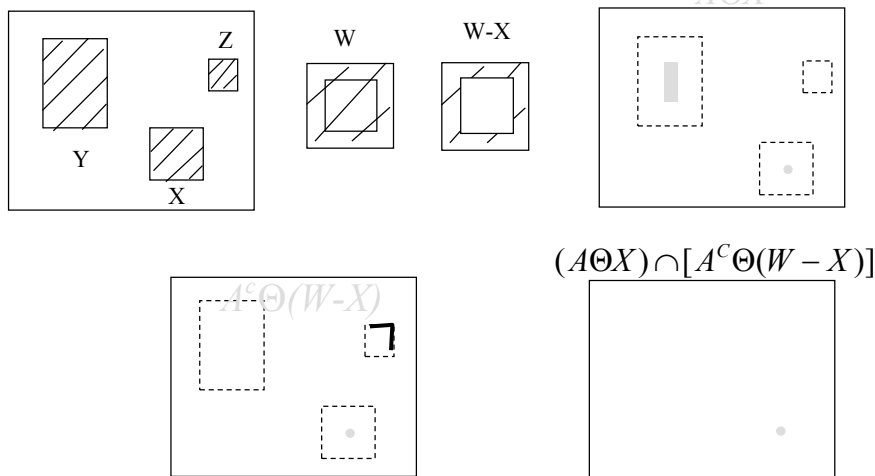 AΘX
Z
W
W-X
Y
X
(AΘX)∩[A^CΘ(W − X)]
A^cΘ(W-X)